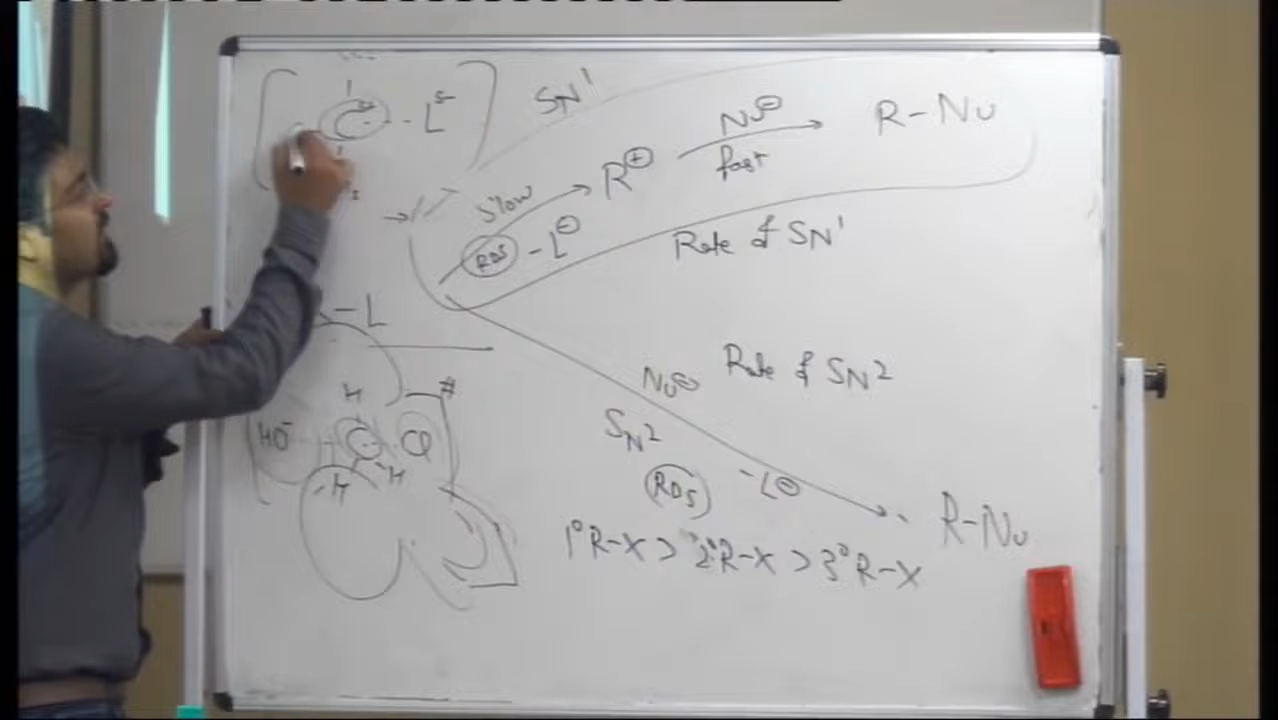 C - - L
SN1
Nu⊖
R-Nu
fast
R⊕
slow
RDS -L⊖
Rate of SN1
-L
Nu⊖ Rate of SN2
H #
HO⁻ C Cl
H H
SN2
RDS -L⊖
R-Nu
1°R-X > 2°R-X > 3°R-X